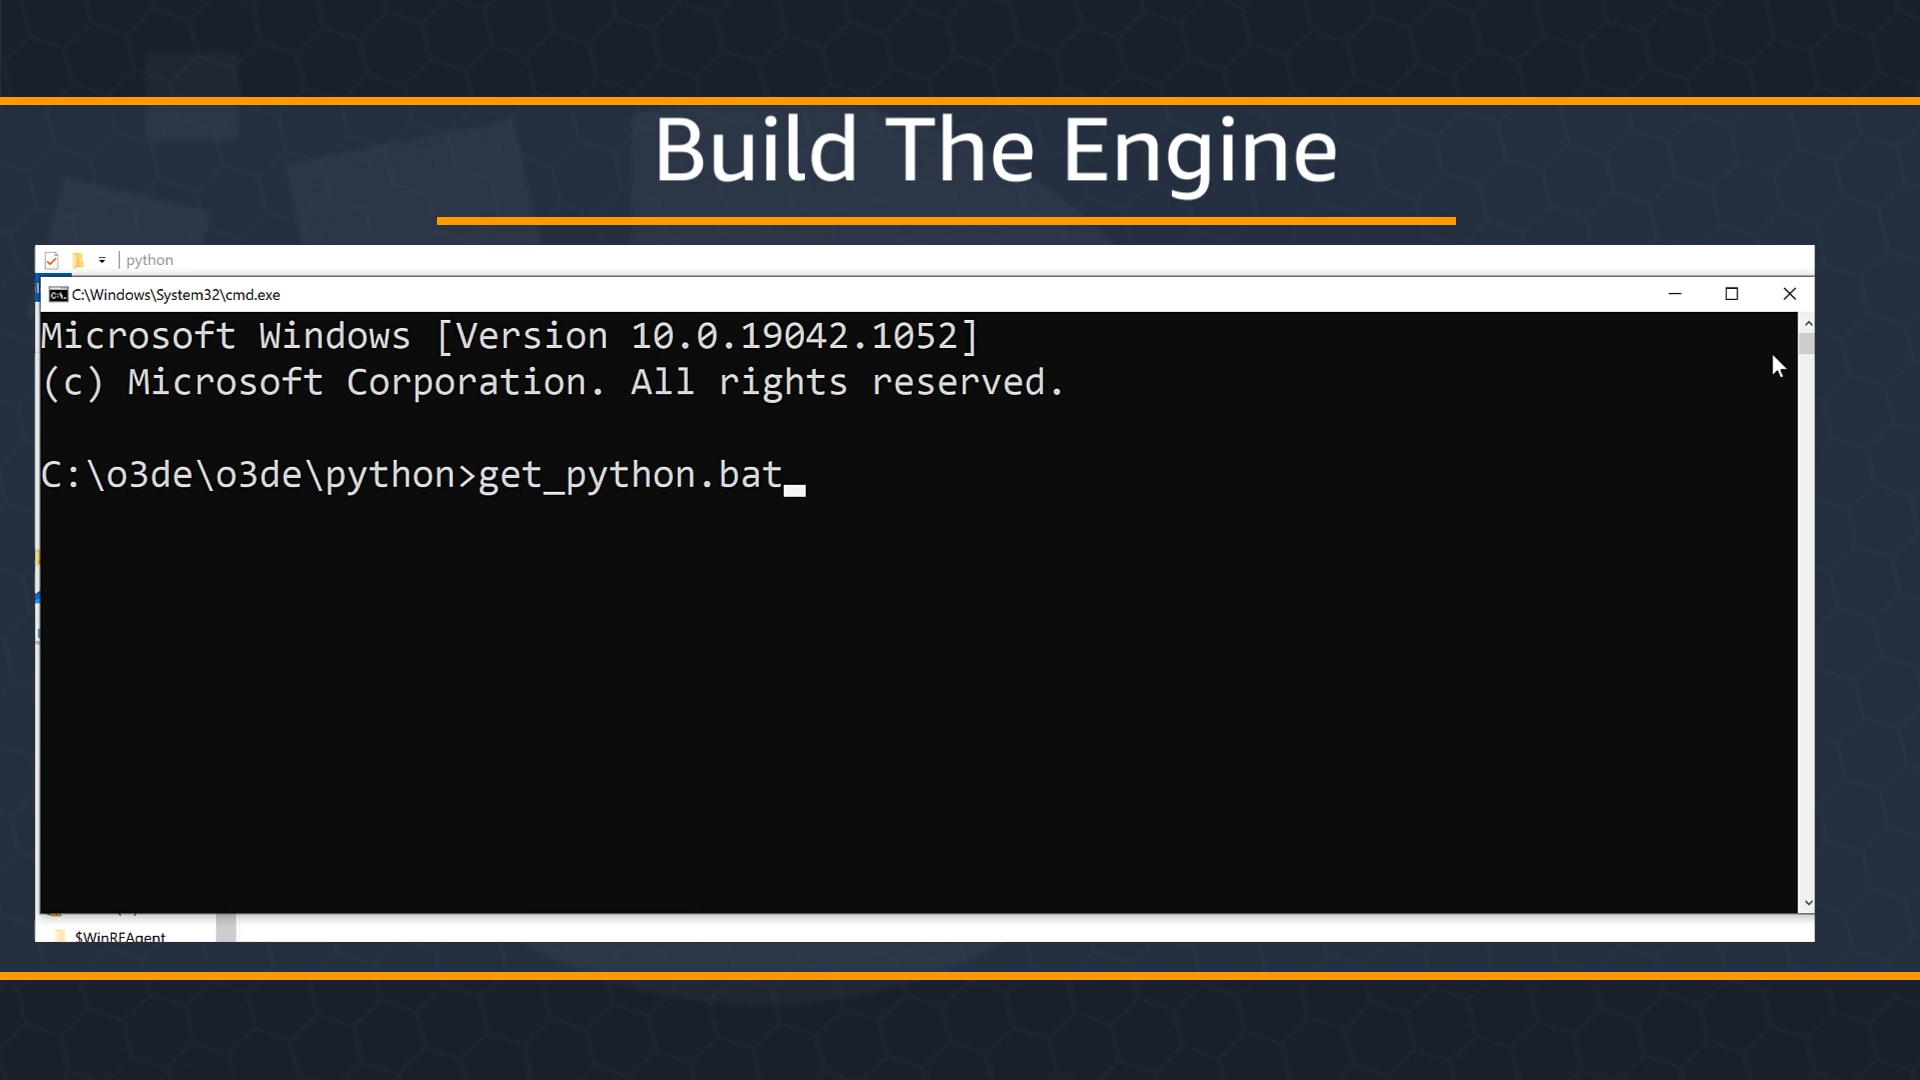 Build The Engine
python
C:\Windows\System32\cmd.exe
Microsoft Windows [Version 10.0.19042.1052]
(c) Microsoft Corporation. All rights reserved.
C:\o3de\o3de\python>get_python.bat
$WinREAgent